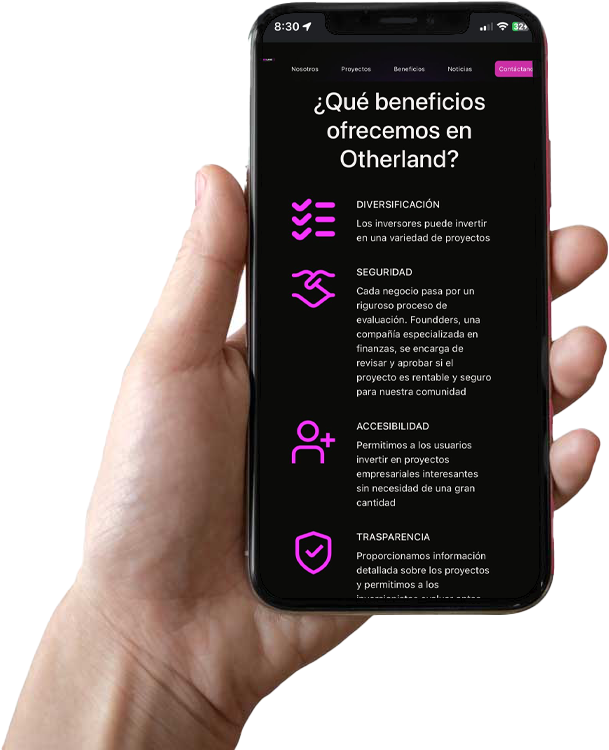 8:30
32
Nosotros Proyectos Beneficios Noticias Contáctano
¿Qué beneficios
ofrecemos en
Otherland?
DIVERSIFICACIÓN
Los inversores puede invertir
en una variedad de proyectos
SEGURIDAD
Cada negocio pasa por un
riguroso proceso de
evaluación. Foundders, una
compañía especializada en
finanzas, se encarga de
revisar y aprobar si el
proyecto es rentable y seguro
para nuestra comunidad
ACCESIBILIDAD
Permitimos a los usuarios
invertir en proyectos
empresariales interesantes
sin necesidad de una gran
cantidad
TRASPARENCIA
Proporcionamos información
detallada sobre los proyectos
y permitimos a los